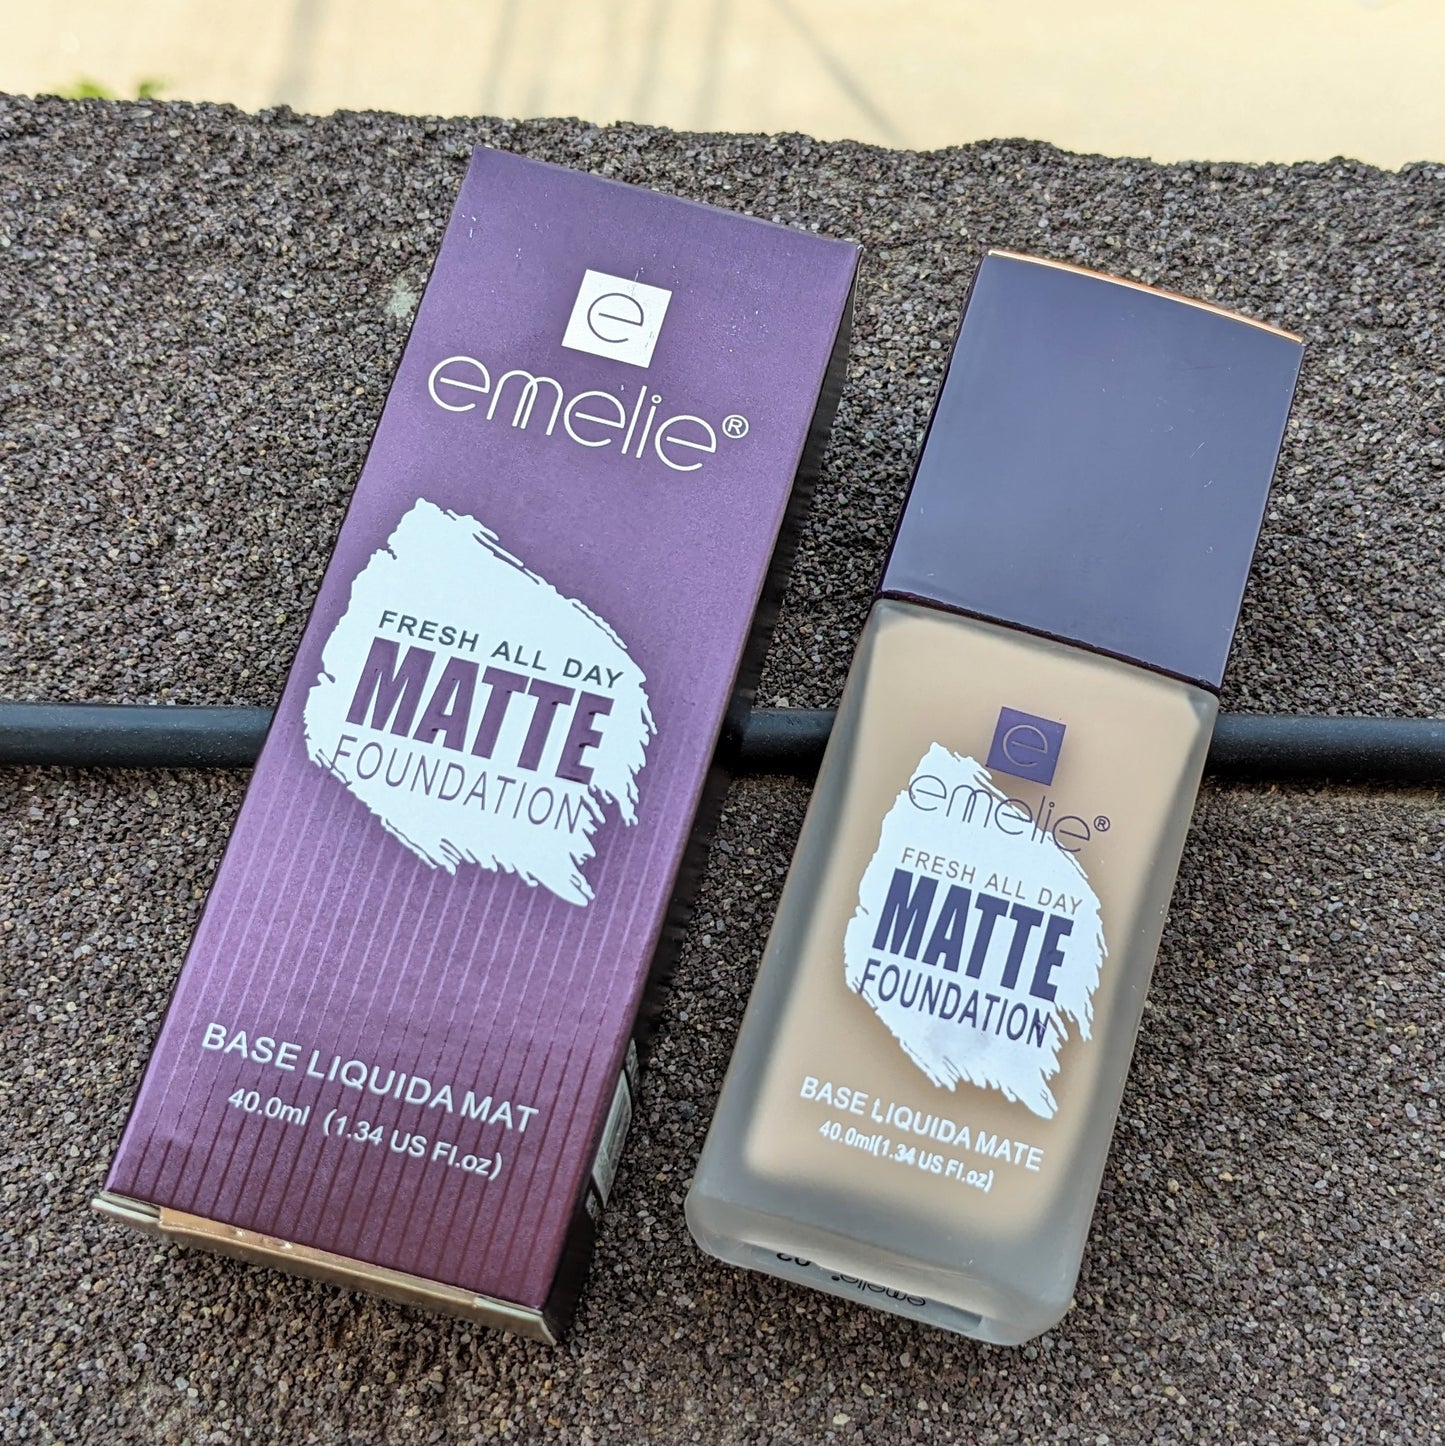 e
emelie®
FRESH ALL DAY
MATTE
FOUNDATION
BASE LIQUIDA MAT
40.0ml (1.34 US Fl.oz)
e
emelie®
FRESH ALL DAY
MATTE
FOUNDATION
BASE LIQUIDA MATE
40.0ml(1.34 US Fl.oz)
emelie®